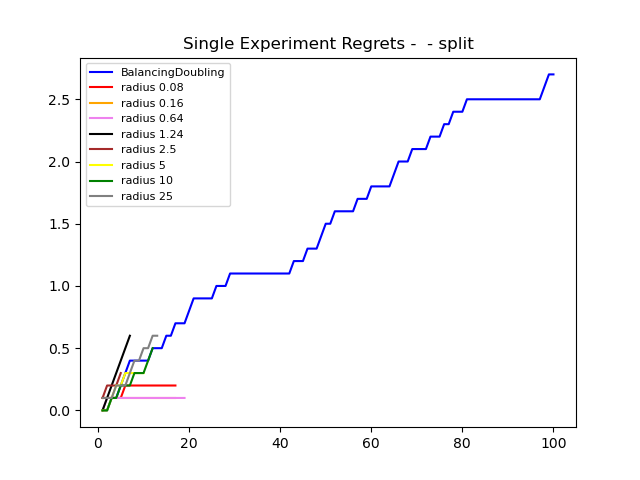 Single Experiment Regrets -  - split
BalancingDoubling
radius 0.08
radius 0.16
radius 0.64
radius 1.24
radius 2.5
radius 5
radius 10
radius 25
2.5
2.0
1.5
1.0
0.5
0.0
0 20 40 60 80 100